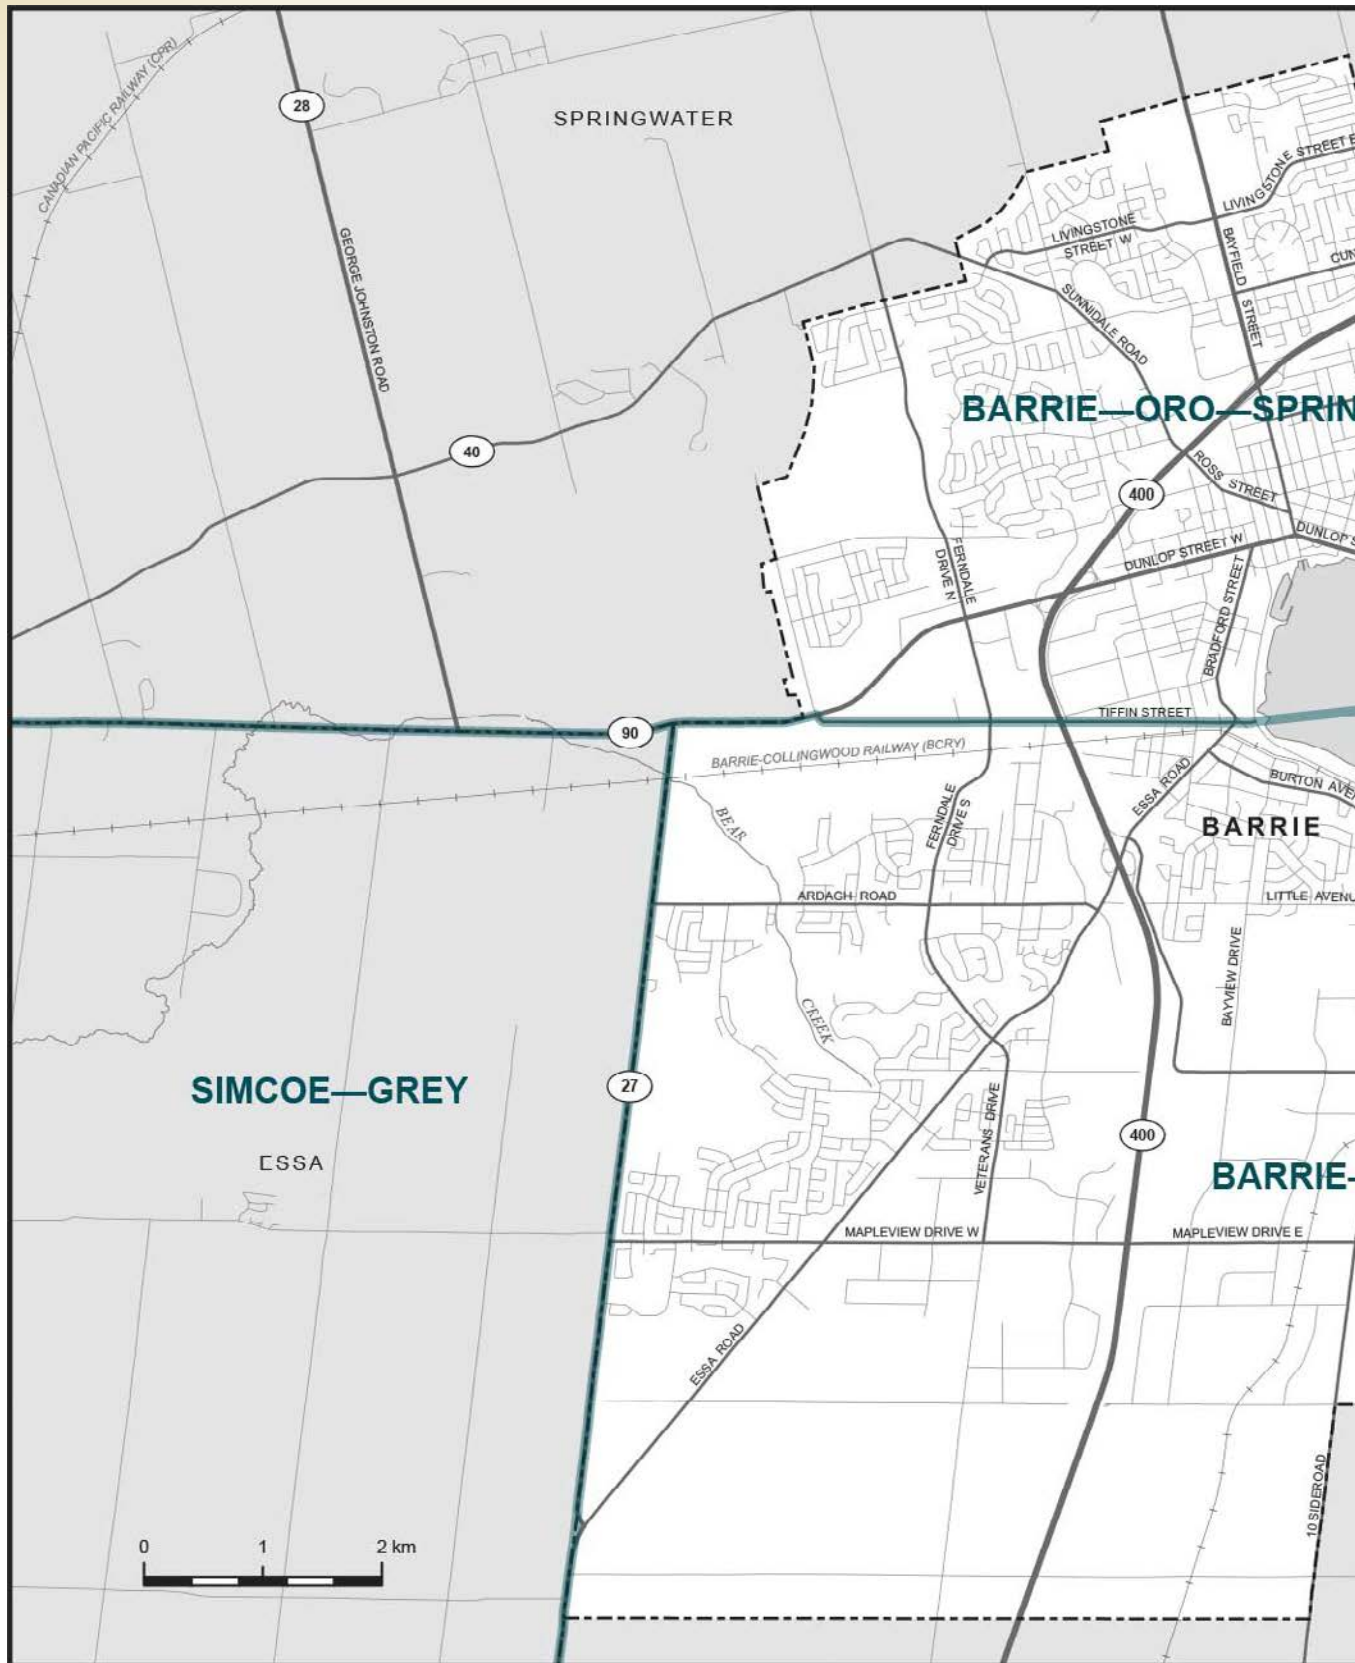 CANADIAN PACIFIC RAILWAY (CPR)
28
SPRINGWATER
GEORGE JOHNSTON ROAD
LIVINGSTONE STREET E
LIVINGSTONE
STREET W
BAYFIELD STREET
CUN
SUNNIDALE ROAD
BARRIE—ORO—SPRIN
40
ROSS STREET
400
DUNLOP STREET W
DUNLOP S
FERNDALE
DRIVE N
BRADFORD STREET
90
TIFFIN STREET
BARRIE-COLLINGWOOD RAILWAY (BCRY)
ESSA ROAD
BURTON AVE
BEAR
FERNDALE
DRIVE S
BARRIE
ARDAGH ROAD
LITTLE AVENU
BAYVIEW DRIVE
CREEK
SIMCOE—GREY
27
VETERANS DRIVE
400
ESSA
BARRIE-
MAPLEVIEW DRIVE W
MAPLEVIEW DRIVE E
ESSA ROAD
10 SIDEROAD
0 1 2 km